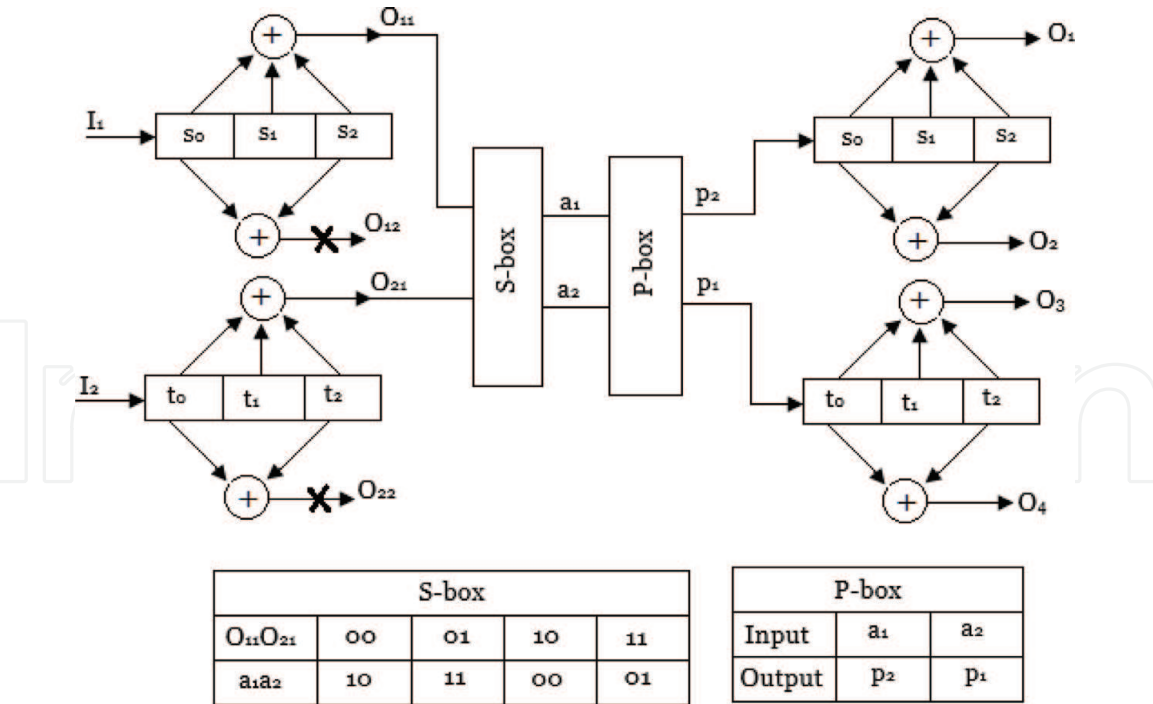 O₁₁
+
I₁
s₀ s₁ s₂
+
O₁₂
+
O₂₁
I₂
t₀ t₁ t₂
+
O₂₂
S-box
a₁
a₂
P-box
p₂
p₁
+
O₁
s₀ s₁ s₂
+
O₂
+
O₃
t₀ t₁ t₂
+
O₄
S-box
O₁₁O₂₁ 00 01 10 11
a₁a₂ 10 11 00 01
P-box
Input a₁ a₂
Output p₂ p₁